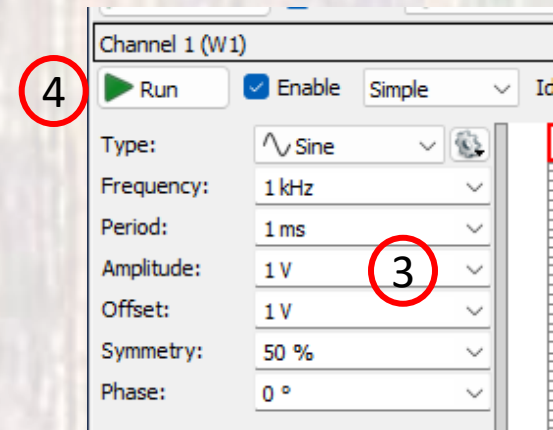 Channel 1 (W1)
4 Run Enable Simple Id
Type: Sine
Frequency: 1 kHz
Period: 1 ms
Amplitude: 1 V 3
Offset: 1 V
Symmetry: 50 %
Phase: 0 °